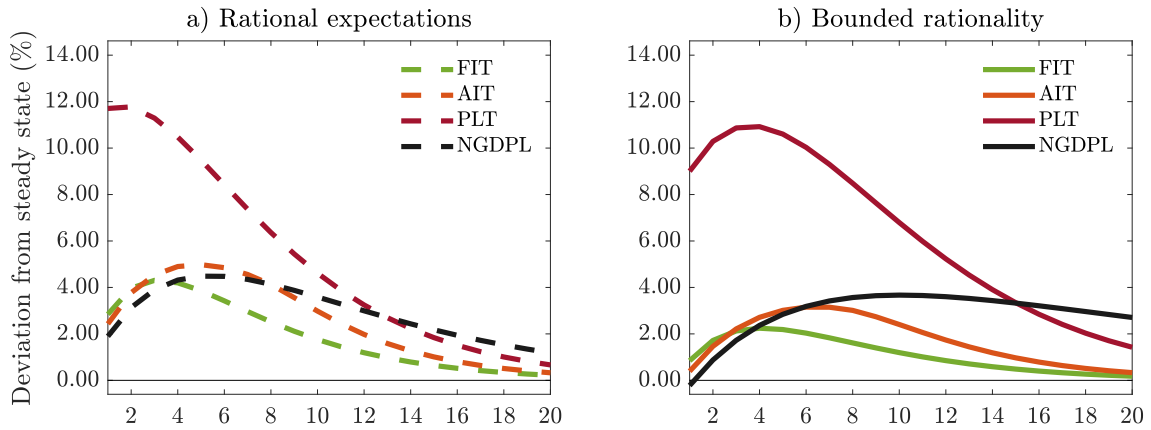 a) Rational expectations
Deviation from steady state (%)
14.00
12.00
10.00
8.00
6.00
4.00
2.00
0.00
2 4 6 8 10 12 14 16 18 20
FIT
AIT
PLT
NGDPL
b) Bounded rationality
14.00
12.00
10.00
8.00
6.00
4.00
2.00
0.00
2 4 6 8 10 12 14 16 18 20
FIT
AIT
PLT
NGDPL